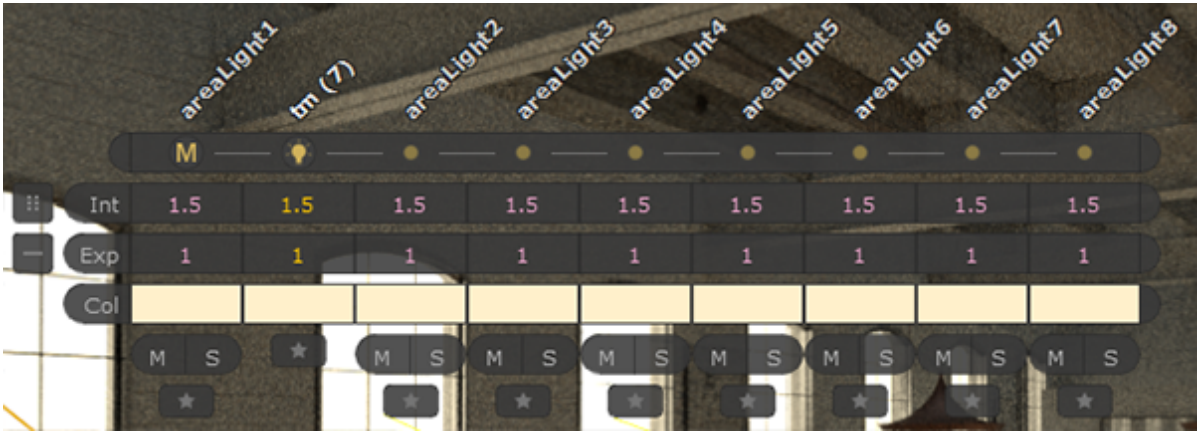 areaLight1 tm (7) areaLight2 areaLight3 areaLight4 areaLight5 areaLight6 areaLight7 areaLight8
M
Int 1.5 1.5 1.5 1.5 1.5 1.5 1.5 1.5 1.5
Exp 1 1 1 1 1 1 1 1 1
Col
M S M S M S M S M S M S M S M S